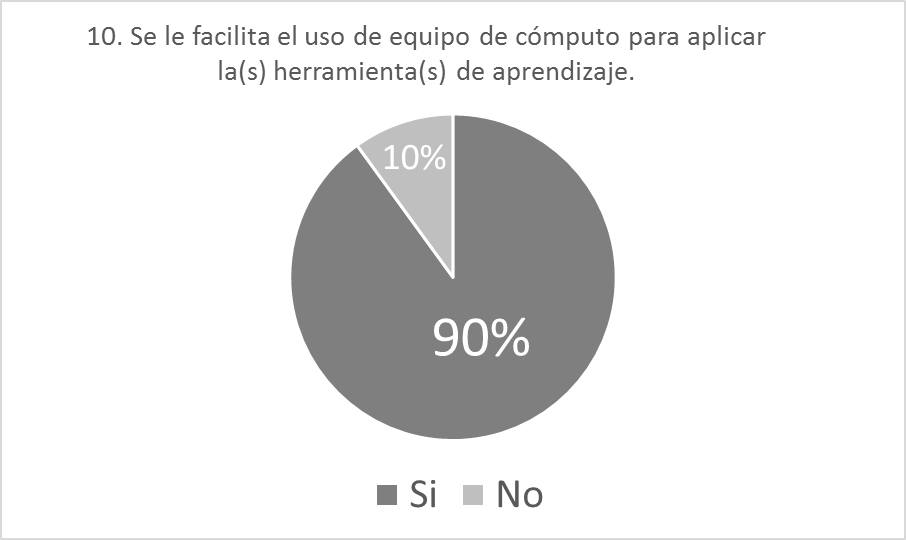 10. Se le facilita el uso de equipo de cómputo para aplicar
la(s) herramienta(s) de aprendizaje.
10%
90%
Si No